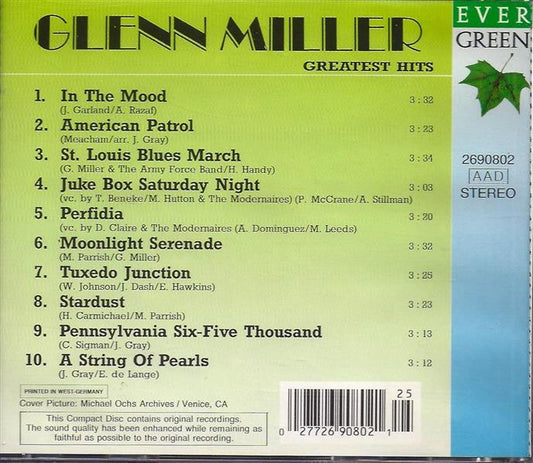 GLENN MILLER
GREATEST HITS
EVER
GREEN
2690802
AAD
STEREO
1. In The Mood 3:32
(J. Garland/A. Razaf)
2. American Patrol 3:23
(Meacham/arr. J. Gray)
3. St. Louis Blues March 3:34
(G. Miller & The Army Force Band/H. Handy)
4. Juke Box Saturday Night 3:03
(vc. by T. Beneke/M. Hutton & The Modernaires) (P. McCrane/A. Stillman)
5. Perfidia 3:20
(vc. by D. Claire & The Modernaires (A. Dominguez/M. Leeds)
6. Moonlight Serenade 3:32
(M. Parrish/G. Miller)
7. Tuxedo Junction 3:25
(W. Johnson/J. Dash/E. Hawkins)
8. Stardust 3:23
(H. Carmichael/M. Parrish)
9. Pennsylvania Six-Five Thousand 3:13
(C. Sigman/J. Gray)
10. A String Of Pearls 3:12
(J. Gray/E. de Lange)
PRINTED IN WEST-GERMANY
Cover Picture: Michael Ochs Archives / Venice, CA
This Compact Disc contains original recordings.
The sound quality has been enhanced while remaining as
faithful as possible to the original recording.
25
0 27726 90802 1